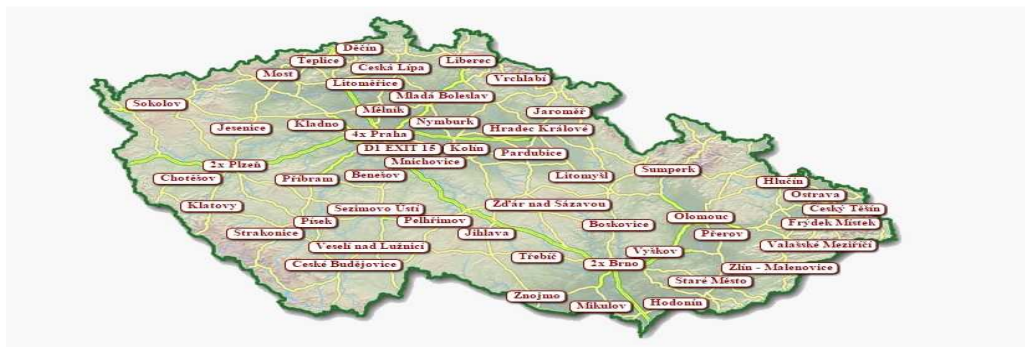 Děčín
Teplice
Liberec
Česká Lípa
Most
Vrchlabí
Litoměřice
Mladá Boleslav
Sokolov
Mělník
Jaroměř
Nymburk
Kladno
Jesenice
Hradec Králové
4x Praha
D1 EXIT 15
Kolín
Pardubice
Mnichovice
2x Plzeň
Sumperk
Benešov
Litomyšl
Chotěšov
Příbram
Hlučín
Ostrava
Klatovy
Žďár nad Sázavou
Český Těšín
Sezimovo Ústí
Olomouc
Písek
Pelhřimov
Boskovice
Frýdek Místek
Strakonice
Jihlava
Přerov
Veselí nad Lužnicí
Valašské Meziříčí
Vyškov
Třebíč
České Budějovice
2x Brno
Zlín - Malenovice
Staré Město
Znojmo
Hodonín
Mikulov